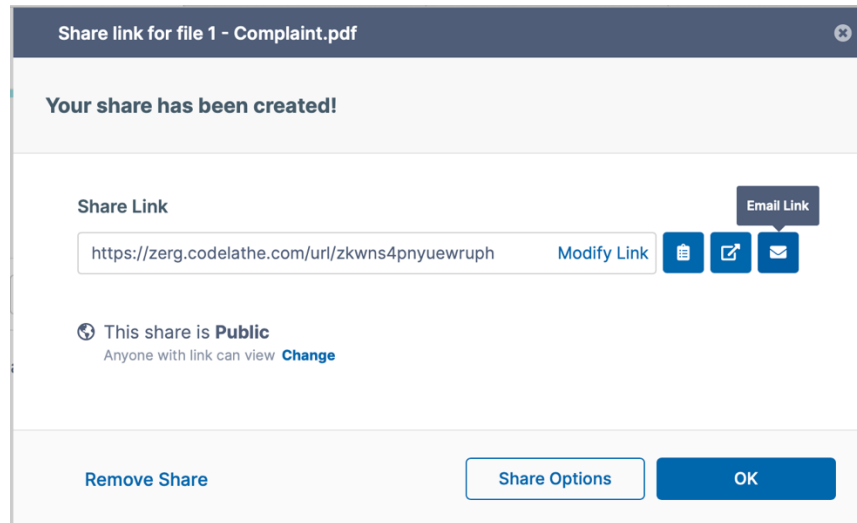 Share link for file 1 - Complaint.pdf
Your share has been created!
Share Link
Email Link
https://zerg.codelathe.com/url/zkwns4pnyuewruph Modify Link
This share is Public
Anyone with link can view Change
Remove Share Share Options OK